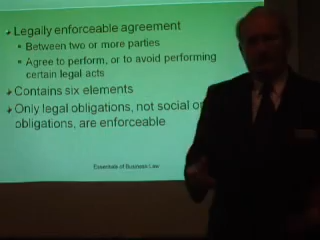 Legally enforceable agreement
Between two or more parties
Agree to perform, or to avoid performing
certain legal acts
Contains six elements
Only legal obligations, not social or
obligations, are enforceable
Essentials of Business Law